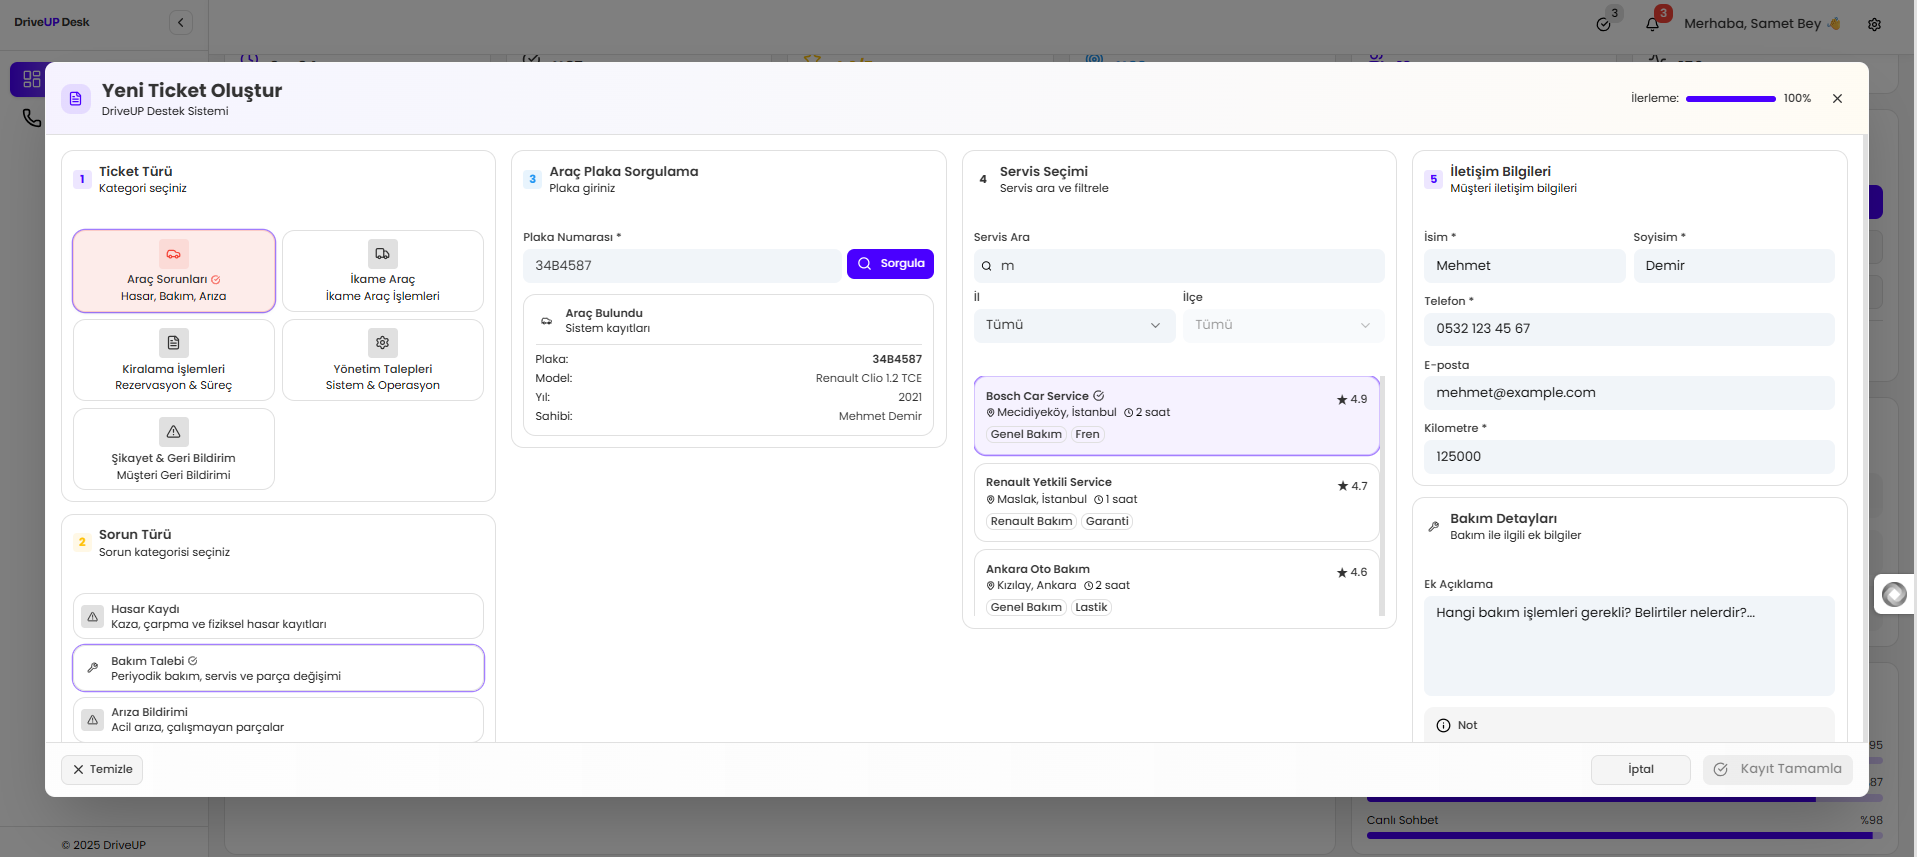 DriveUP Desk
3
3
Merhaba, Samet Bey 👋
Yeni Ticket Oluştur
DriveUP Destek Sistemi
İlerleme:
100%
1
Ticket Türü
Kategori seçiniz
Araç Sorunları
Hasar, Bakım, Arıza
İkame Araç
İkame Araç İşlemleri
Kiralama İşlemleri
Rezervasyon & Süreç
Yönetim Talepleri
Sistem & Operasyon
Şikayet & Geri Bildirim
Müşteri Geri Bildirimi
2
Sorun Türü
Sorun kategorisi seçiniz
Hasar Kaydı
Kaza, çarpma ve fiziksel hasar kayıtları
Bakım Talebi
Periyodik bakım, servis ve parça değişimi
Arıza Bildirimi
Acil arıza, çalışmayan parçalar
3
Araç Plaka Sorgulama
Plaka giriniz
Plaka Numarası *
34B4587
Sorgula
Araç Bulundu
Sistem kayıtları
Plaka: 34B4587
Model: Renault Clio 1.2 TCE
Yıl: 2021
Sahibi: Mehmet Demir
4
Servis Seçimi
Servis ara ve filtrele
Servis Ara
m
İl
Tümü
İlçe
Tümü
Bosch Car Service
4.9
Mecidiyeköy, İstanbul 2 saat
Genel Bakım Fren
Renault Yetkili Service
4.7
Maslak, İstanbul 1 saat
Renault Bakım Garanti
Ankara Oto Bakım
4.6
Kızılay, Ankara 2 saat
Genel Bakım Lastik
5
İletişim Bilgileri
Müşteri iletişim bilgileri
İsim *
Mehmet
Soyisim *
Demir
Telefon *
0532 123 45 67
E-posta
mehmet@example.com
Kilometre *
125000
Bakım Detayları
Bakım ile ilgili ek bilgiler
Ek Açıklama
Hangi bakım işlemleri gerekli? Belirtiler nelerdir?...
Not
Temizle
İptal
Kayıt Tamamla
95
87
Canlı Sohbet
%98
© 2025 DriveUP